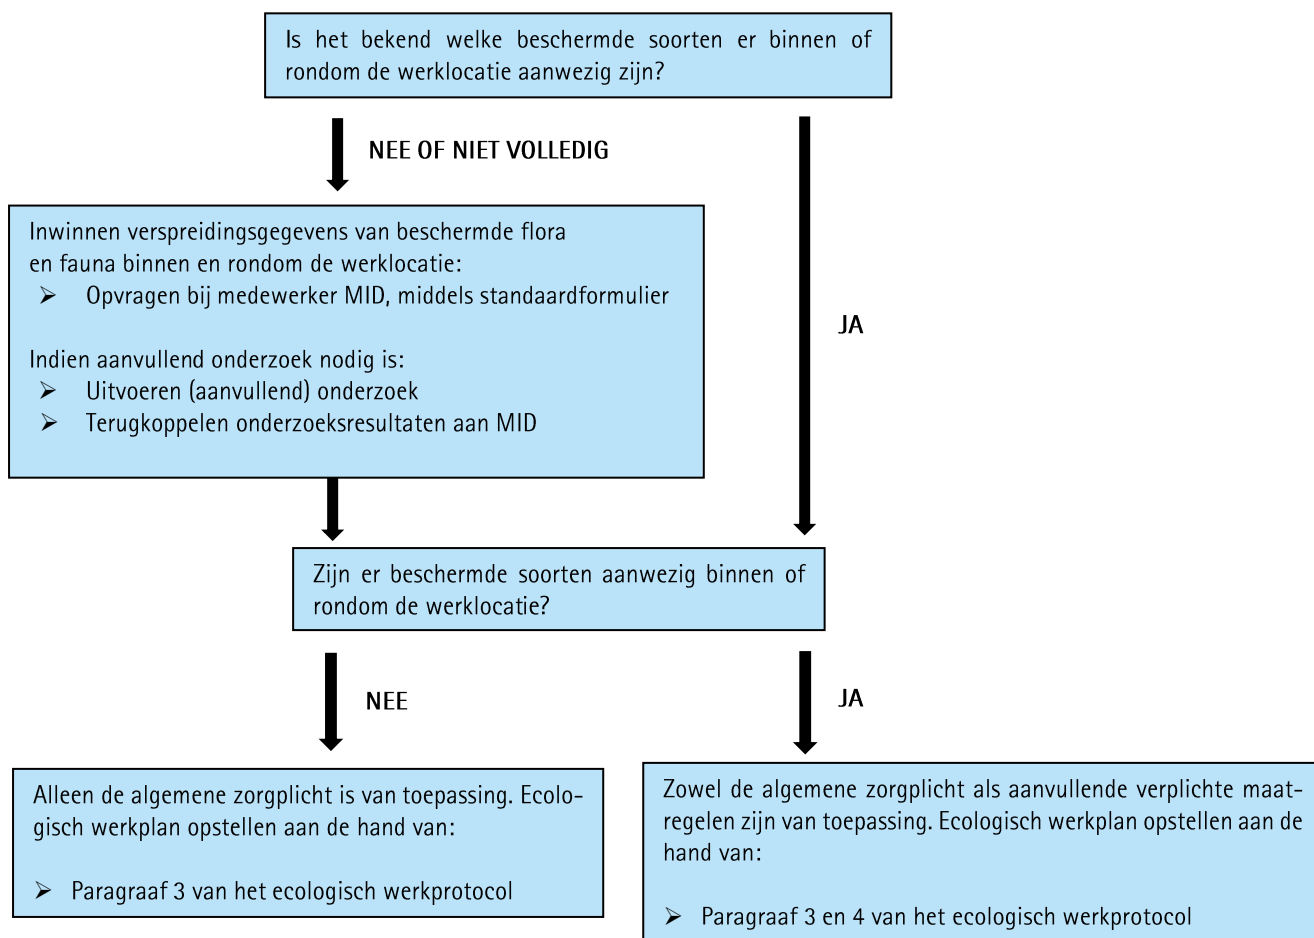 Is het bekend welke beschermde soorten er binnen of
rondom de werklocatie aanwezig zijn?
NEE OF NIET VOLLEDIG
Inwinnen verspreidingsgegevens van beschermde flora
en fauna binnen en rondom de werklocatie:
➢ Opvragen bij medewerker MID, middels standaardformulier
JA
Indien aanvullend onderzoek nodig is:
➢ Uitvoeren (aanvullend) onderzoek
➢ Terugkoppelen onderzoeksresultaten aan MID
Zijn er beschermde soorten aanwezig binnen of
rondom de werklocatie?
NEE
JA
Alleen de algemene zorgplicht is van toepassing. Ecolo-
gisch werkplan opstellen aan de hand van:
➢ Paragraaf 3 van het ecologisch werkprotocol
Zowel de algemene zorgplicht als aanvullende verplichte maat-
regelen zijn van toepassing. Ecologisch werkplan opstellen aan de
hand van:
➢ Paragraaf 3 en 4 van het ecologisch werkprotocol